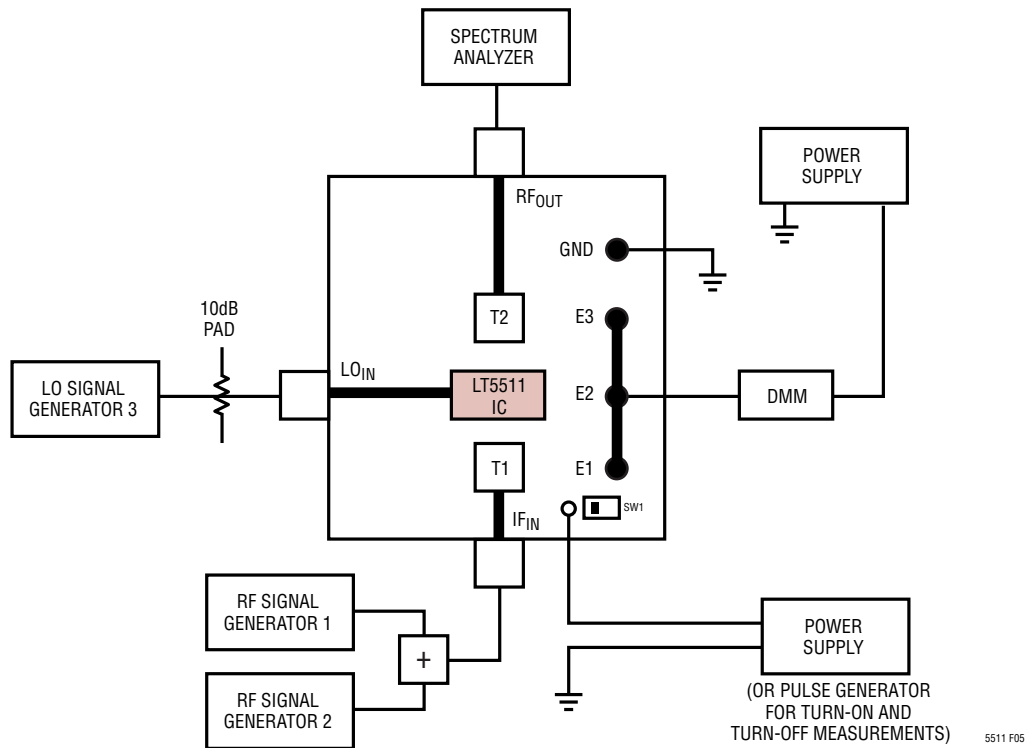 SPECTRUM
ANALYZER
POWER
SUPPLY
RFOUT
GND
10dB
PAD
T2
E3
LO SIGNAL
GENERATOR 3
LOIN
LT5511
IC
E2
DMM
T1
E1
SW1
IFIN
RF SIGNAL
GENERATOR 1
+
RF SIGNAL
GENERATOR 2
POWER
SUPPLY
(OR PULSE GENERATOR
FOR TURN-ON AND
TURN-OFF MEASUREMENTS)
5511 F05